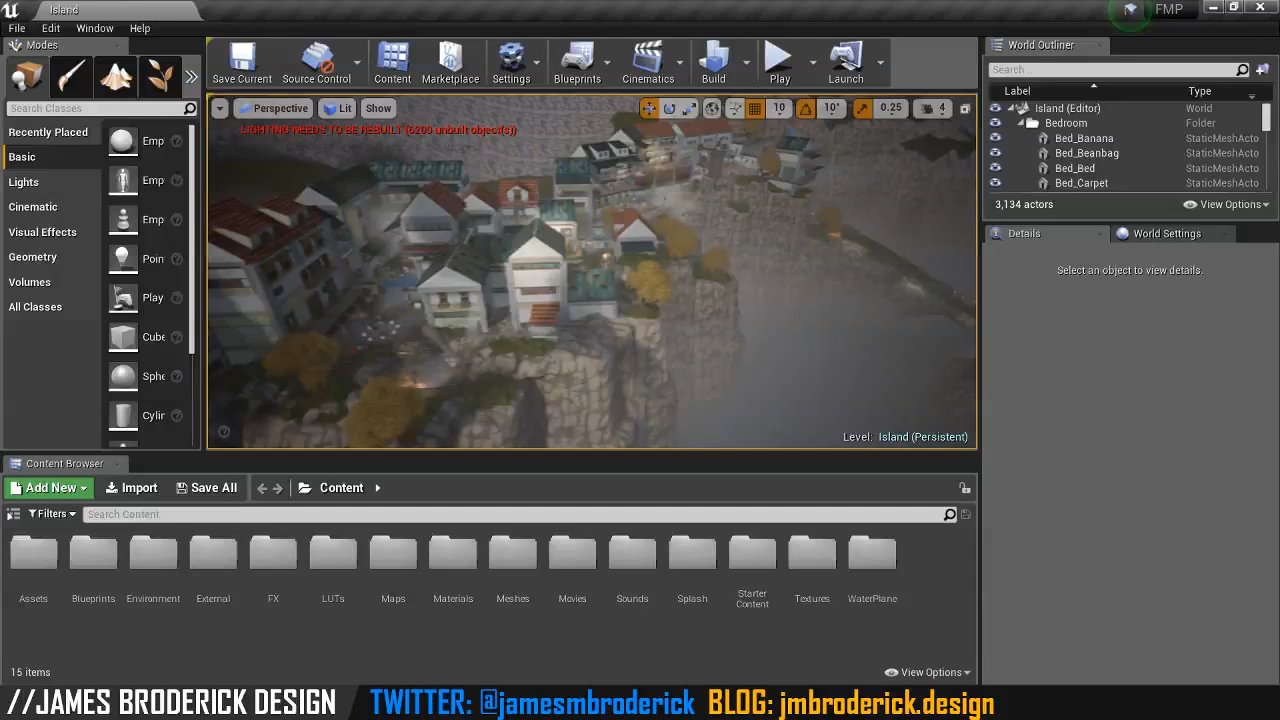 Island
FMP
File Edit Window Help
Modes
Search Classes
Recently Placed
Basic
Lights
Cinematic
Visual Effects
Geometry
Volumes
All Classes
Emp
Emp
Emp
Poin
Play
Cube
Sphe
Cylir
Save Current
Source Control
Content
Marketplace
Settings
Blueprints
Cinematics
Build
Play
Launch
Perspective
Lit
Show
10
10°
0.25
4
LIGHTING NEEDS TO BE REBUILT (6200 unbuilt object(s))
Level: Island (Persistent)
World Outliner
Search...
Label
Type
Island (Editor) World
Bedroom Folder
Bed_Banana StaticMeshActo
Bed_Beanbag StaticMeshActo
Bed_Bed StaticMeshActo
Bed_Carpet StaticMeshActo
3,134 actors
View Options
Details
World Settings
Select an object to view details.
Content Browser
Add New
Import
Save All
Content
Filters
Search Content
Assets
Blueprints
Environment
External
FX
LUTs
Maps
Materials
Meshes
Movies
Sounds
Splash
Starter
Content
Textures
WaterPlane
15 items
View Options
//JAMES BRODERICK DESIGN TWITTER: @jamesmbroderick BLOG: jmbroderick.design